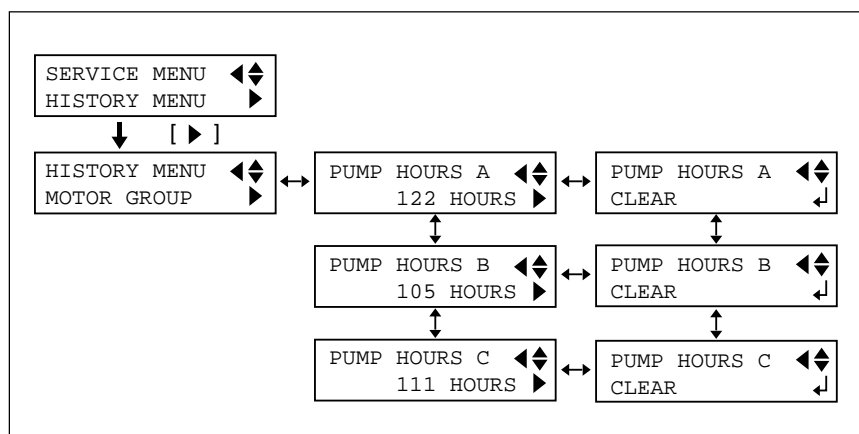 SERVICE MENU ◀◆
HISTORY MENU ▶
[ ▶ ]
HISTORY MENU ◀◆
MOTOR GROUP ▶
PUMP HOURS A ◀◆
122 HOURS ▶
PUMP HOURS A ◀◆
CLEAR ↵
PUMP HOURS B ◀◆
105 HOURS ▶
PUMP HOURS B ◀◆
CLEAR ↵
PUMP HOURS C ◀◆
111 HOURS ▶
PUMP HOURS C ◀◆
CLEAR ↵